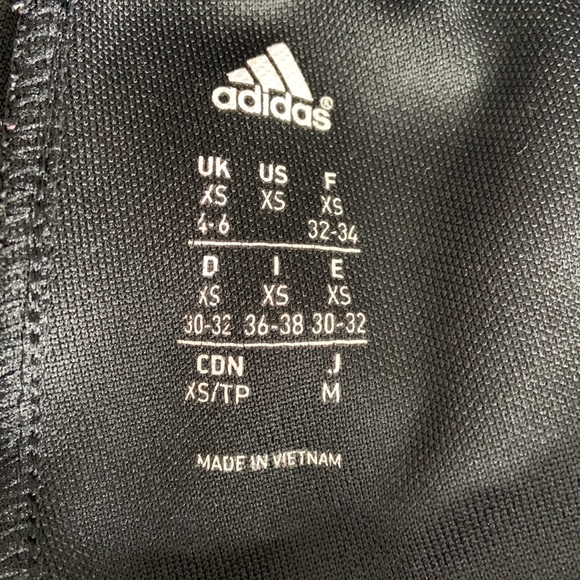 adidas®
UK US F
XS XS XS
4-6 32-34
D I E
XS XS XS
30-32 36-38 30-32
CDN J
XS/TP M
MADE IN VIETNAM